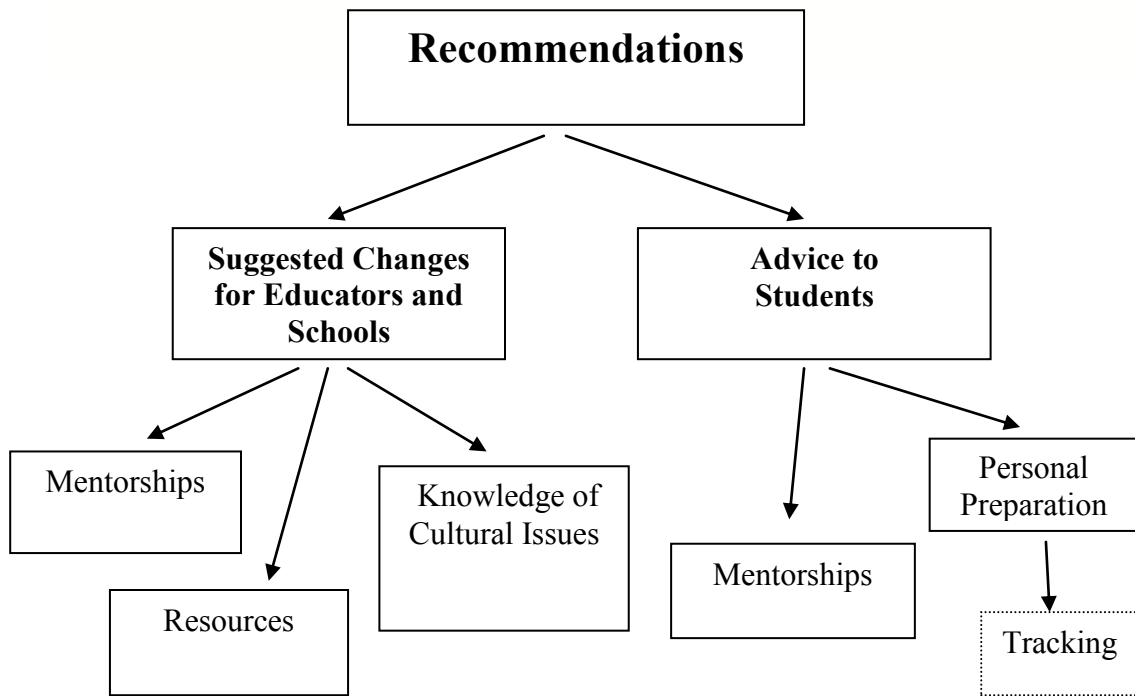 Recommendations
Suggested Changes
for Educators and
Schools
Advice to
Students
Mentorships
Resources
Knowledge of
Cultural Issues
Mentorships
Personal
Preparation
Tracking